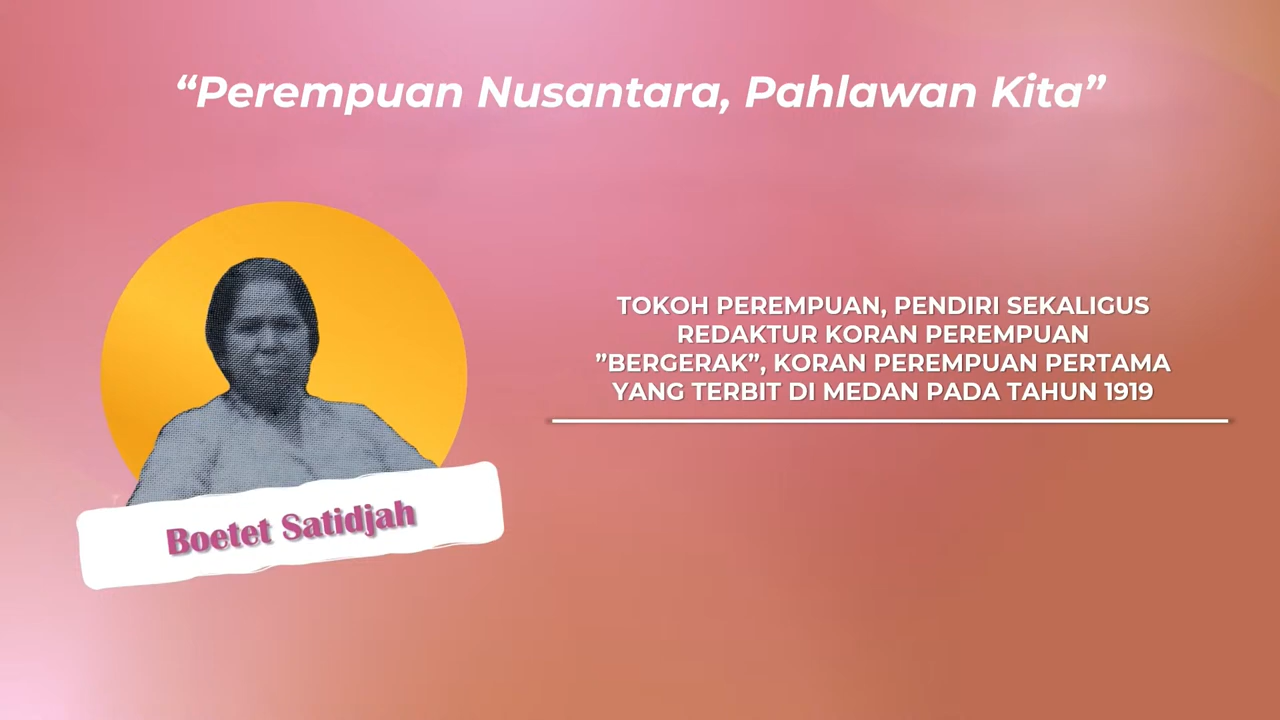 “Perempuan Nusantara, Pahlawan Kita”
TOKOH PEREMPUAN, PENDIRI SEKALIGUS
REDAKTUR KORAN PEREMPUAN
”BERGERAK”, KORAN PEREMPUAN PERTAMA
YANG TERBIT DI MEDAN PADA TAHUN 1919
Boetet Satidjah